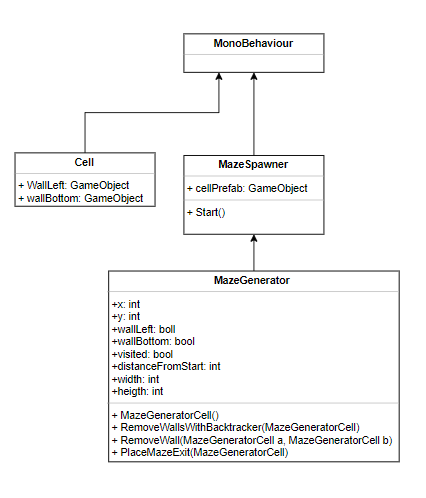 MonoBehaviour
Cell
+ WallLeft: GameObject
+ wallBottom: GameObject
MazeSpawner
+ cellPrefab: GameObject
+ Start()
MazeGenerator
+x: int
+y: int
+wallLeft: boll
+wallBottom: bool
+visited: bool
+distanceFromStart: int
+width: int
+heigth: int
+ MazeGeneratorCell()
+ RemoveWallsWithBacktracker(MazeGeneratorCell)
+ RemoveWall(MazeGeneratorCell a, MazeGeneratorCell b)
+ PlaceMazeExit(MazeGeneratorCell)